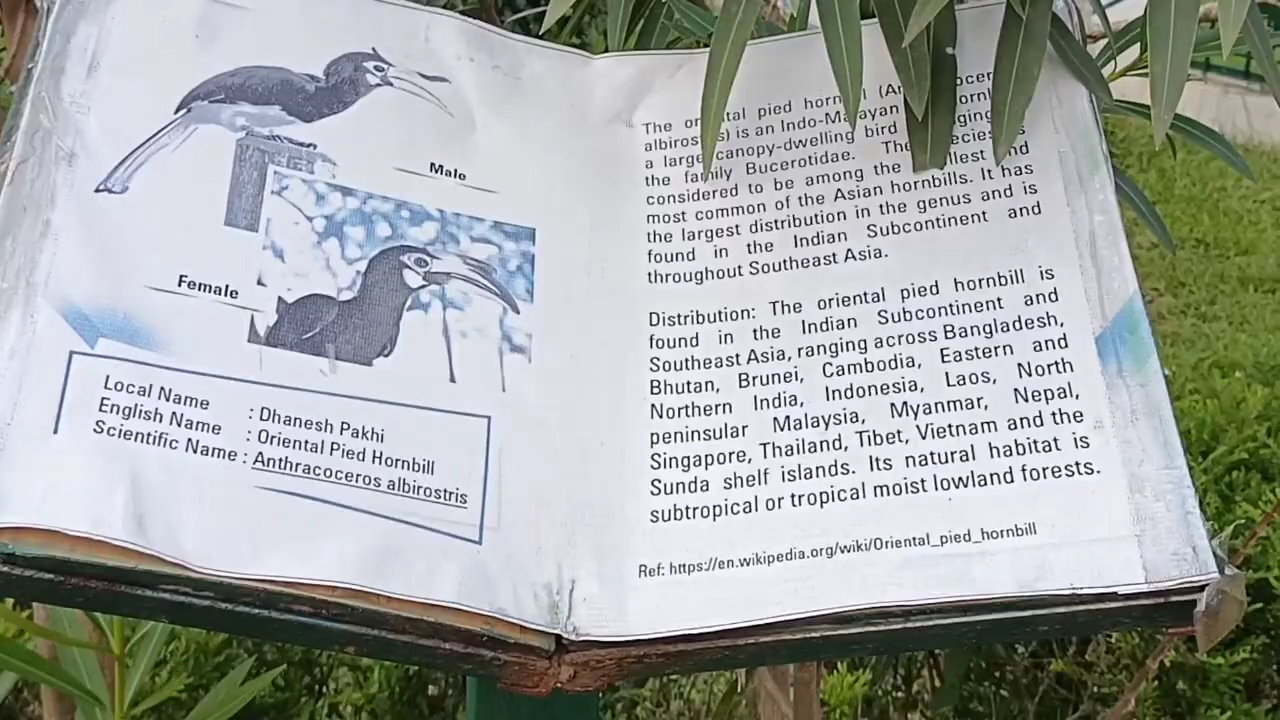 Male
Female
Local Name : Dhanesh Pakhi
English Name : Oriental Pied Hornbill
Scientific Name : Anthracoceros albirostris
The tal pied horn (
is an Indo-Malayan
a large canopy-dwelling bird
the family Bucerotidae. The
considered to be among the
most common of the Asian hornbills. It has
the largest distribution in the genus and is
found in the Indian Subcontinent and
throughout Southeast Asia.
Distribution: The oriental pied hornbill is
found in the Indian Subcontinent and
Southeast Asia, ranging across Bangladesh,
Bhutan, Brunei, Cambodia, Eastern and
Northern India, Indonesia, Laos, North
peninsular Malaysia, Myanmar, Nepal,
Singapore, Thailand, Tibet, Vietnam and the
Sunda shelf islands. Its natural habitat is
subtropical or tropical moist lowland forests.
Ref: https://en.wikipedia.org/wiki/Oriental_pied_hornbill